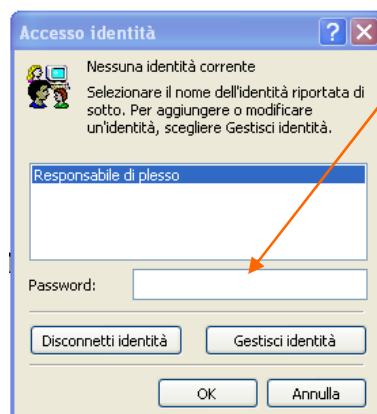 Accesso identità
Nessuna identità corrente
Selezionare il nome dell'identità riportata di
sotto. Per aggiungere o modificare
un'identità, scegliere Gestisci identità.
Responsabile di plesso
Password:
Disconnetti identità
Gestisci identità
OK
Annulla